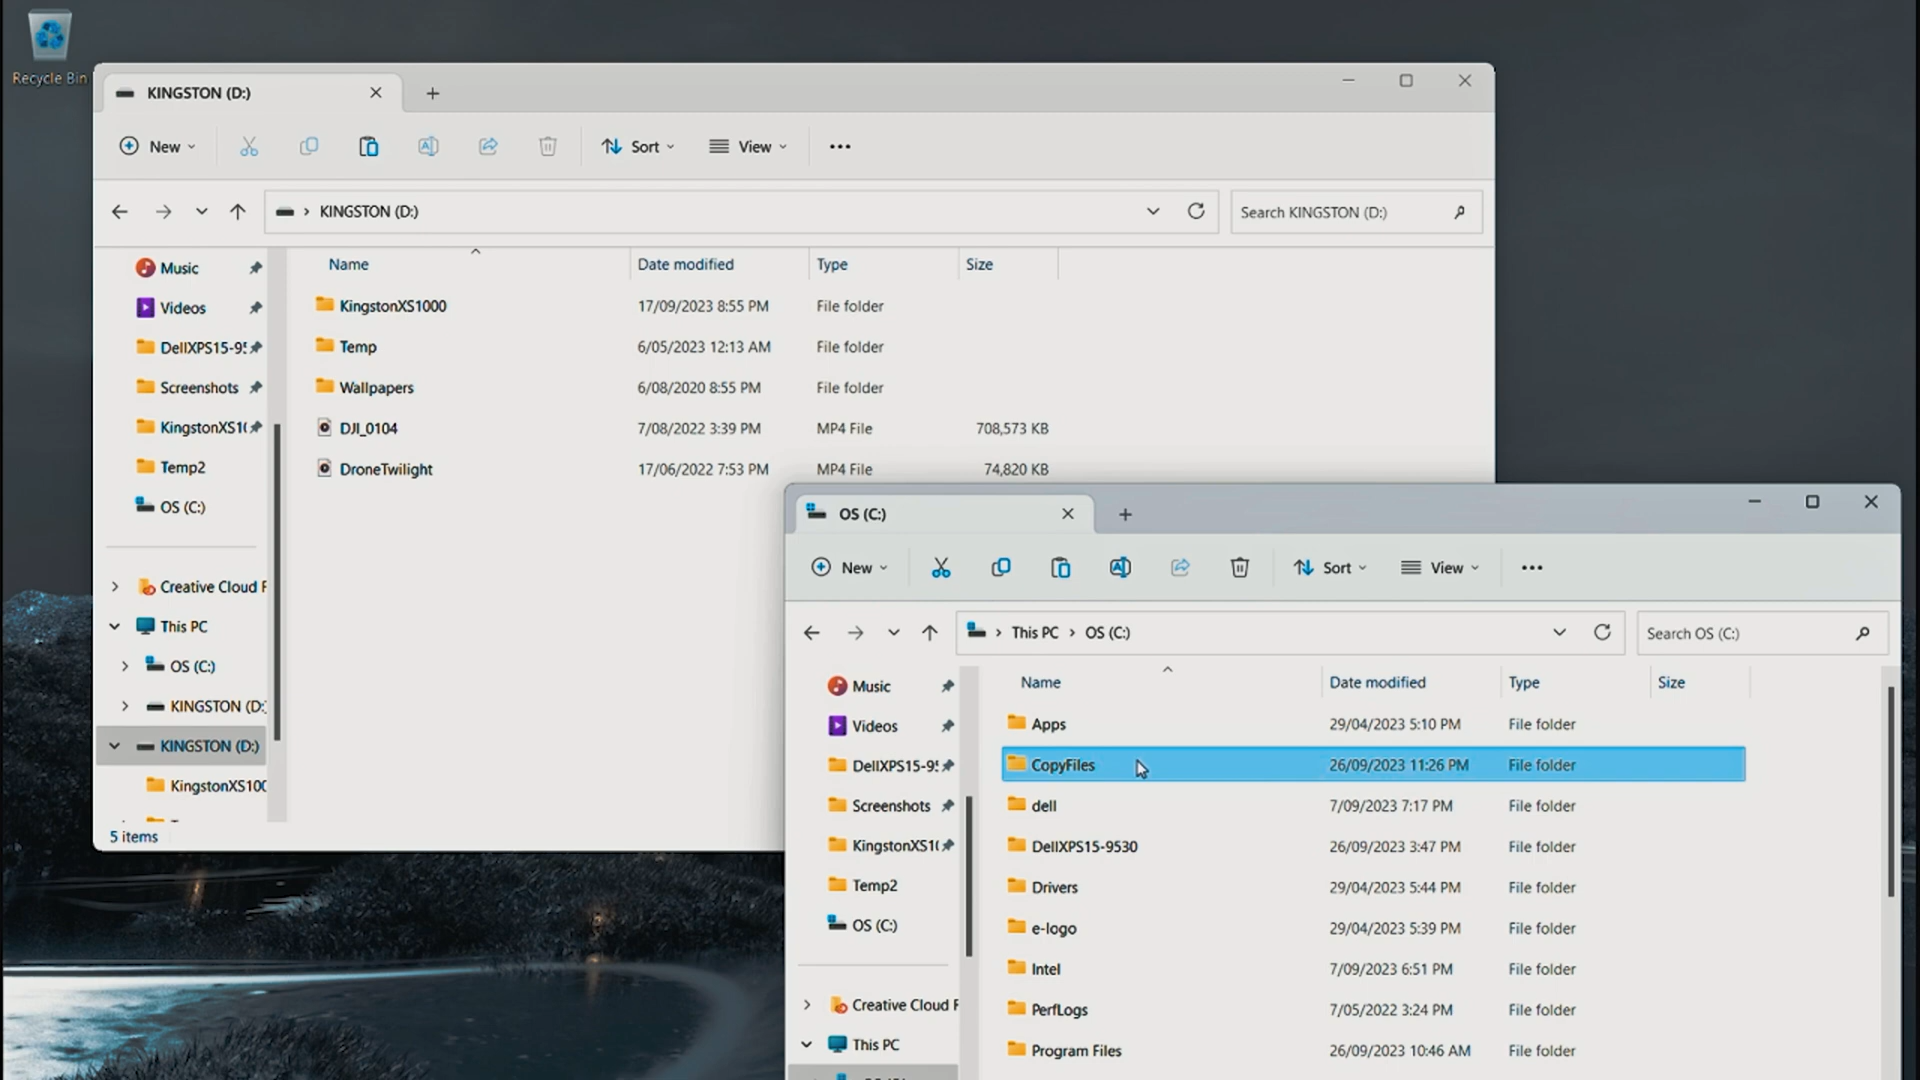 Recycle Bin
KINGSTON (D:)
New
Sort
View
KINGSTON (D:)
Search KINGSTON (D:)
Music
Videos
DellXPS15-95
Screenshots
KingstonXS10
Temp2
OS (C:)
Creative Cloud F
This PC
OS (C:)
KINGSTON (D:)
KINGSTON (D:)
KingstonXS100
Name Date modified Type Size
KingstonXS1000 17/09/2023 8:55 PM File folder
Temp 6/05/2023 12:13 AM File folder
Wallpapers 6/08/2020 8:55 PM File folder
DJI_0104 7/08/2022 3:39 PM MP4 File 708,573 KB
DroneTwilight 17/06/2022 7:53 PM MP4 File 74,820 KB
5 items
OS (C:)
New
Sort
View
This PC > OS (C:)
Search OS (C:)
Music
Videos
DellXPS15-95
Screenshots
KingstonXS10
Temp2
OS (C:)
Creative Cloud F
This PC
Name Date modified Type Size
Apps 29/04/2023 5:10 PM File folder
CopyFiles 26/09/2023 11:26 PM File folder
dell 7/09/2023 7:17 PM File folder
DellXPS15-9530 26/09/2023 3:47 PM File folder
Drivers 29/04/2023 5:44 PM File folder
e-logo 29/04/2023 5:39 PM File folder
Intel 7/09/2023 6:51 PM File folder
PerfLogs 7/05/2022 3:24 PM File folder
Program Files 26/09/2023 10:46 AM File folder